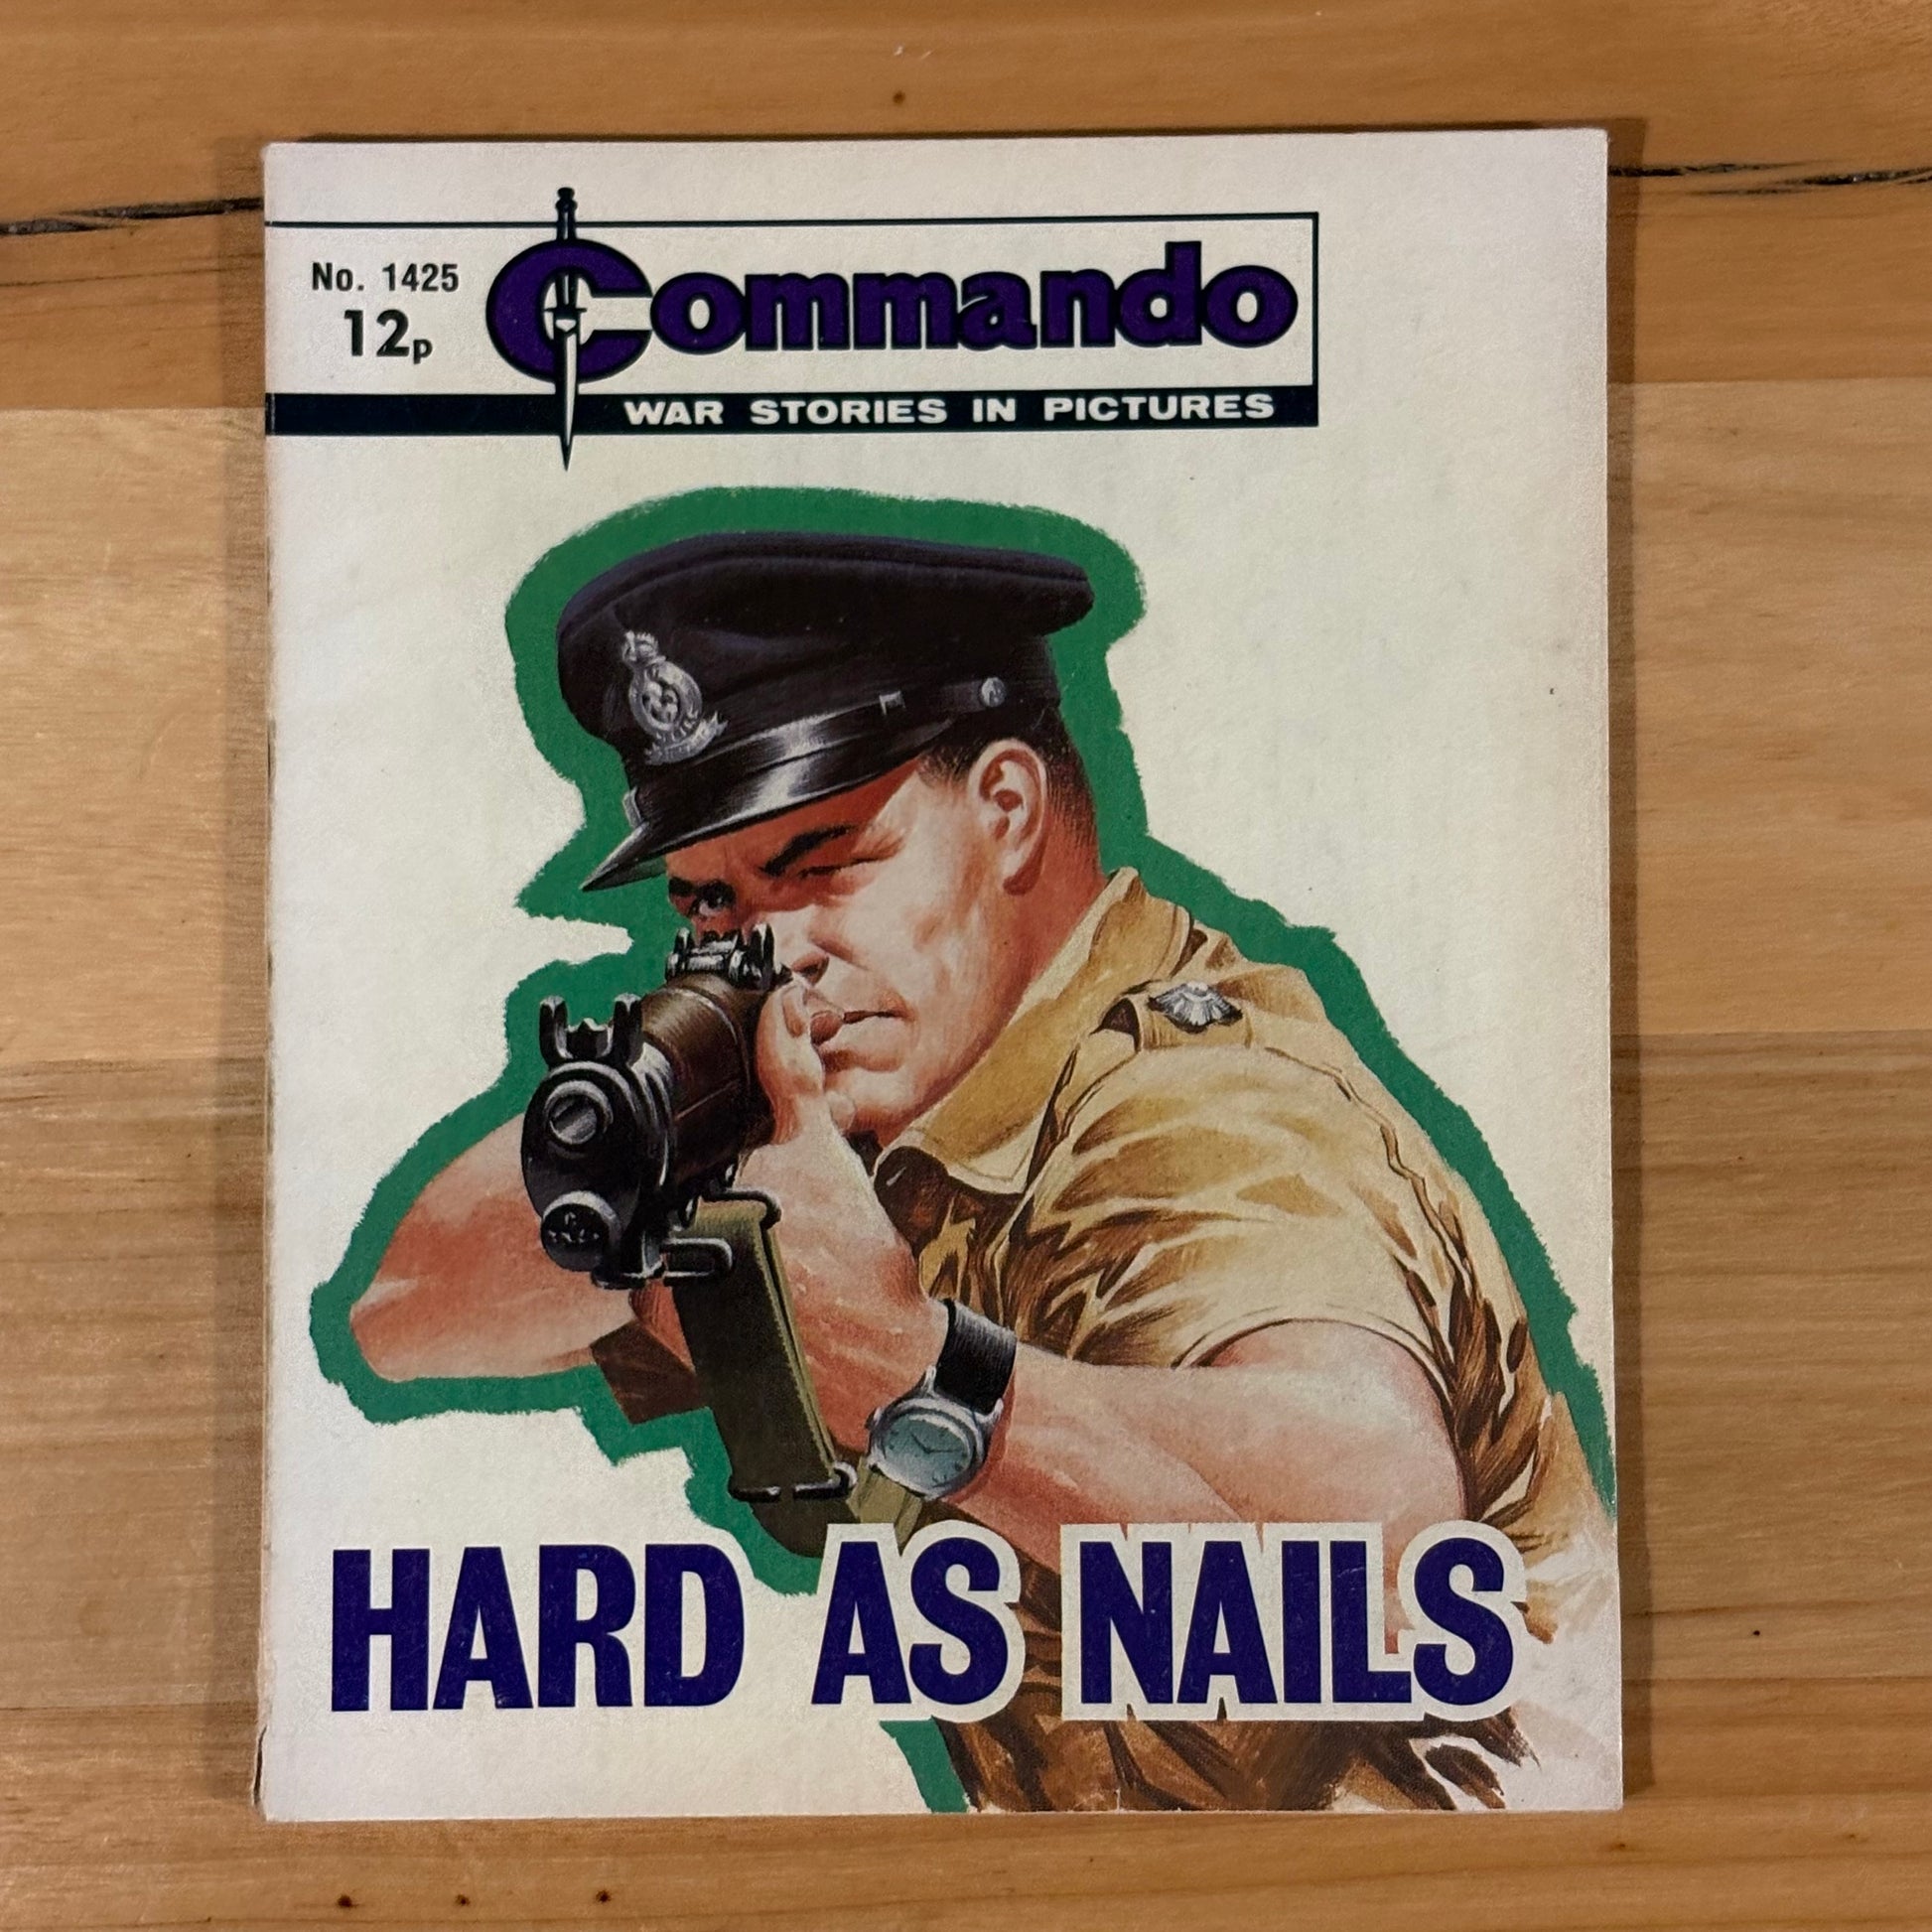 No. 1425
12p
Commando
WAR STORIES IN PICTURES
HARD AS NAILS